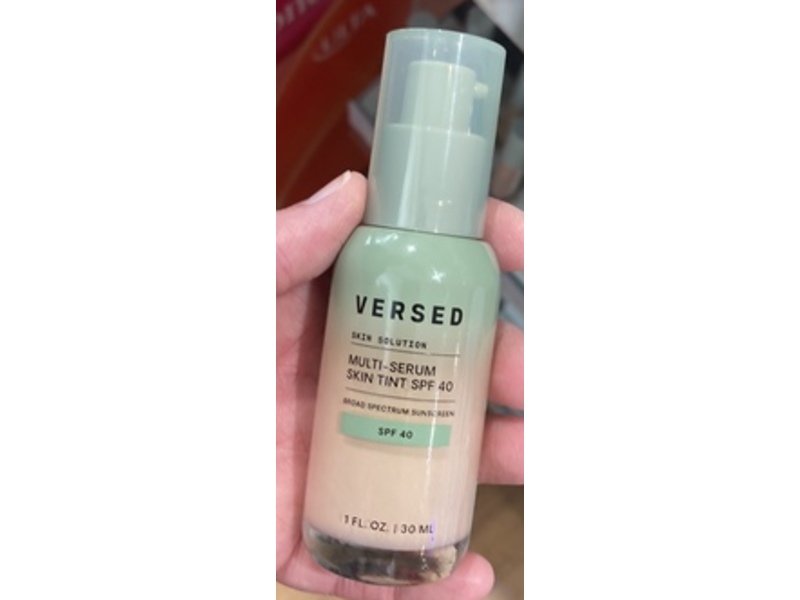 VERSED
SKIN SOLUTION
MULTI-SERUM
SKIN TINT SPF 40
BROAD SPECTRUM SUNSCREEN
SPF 40
1 FL. OZ. | 30 ML